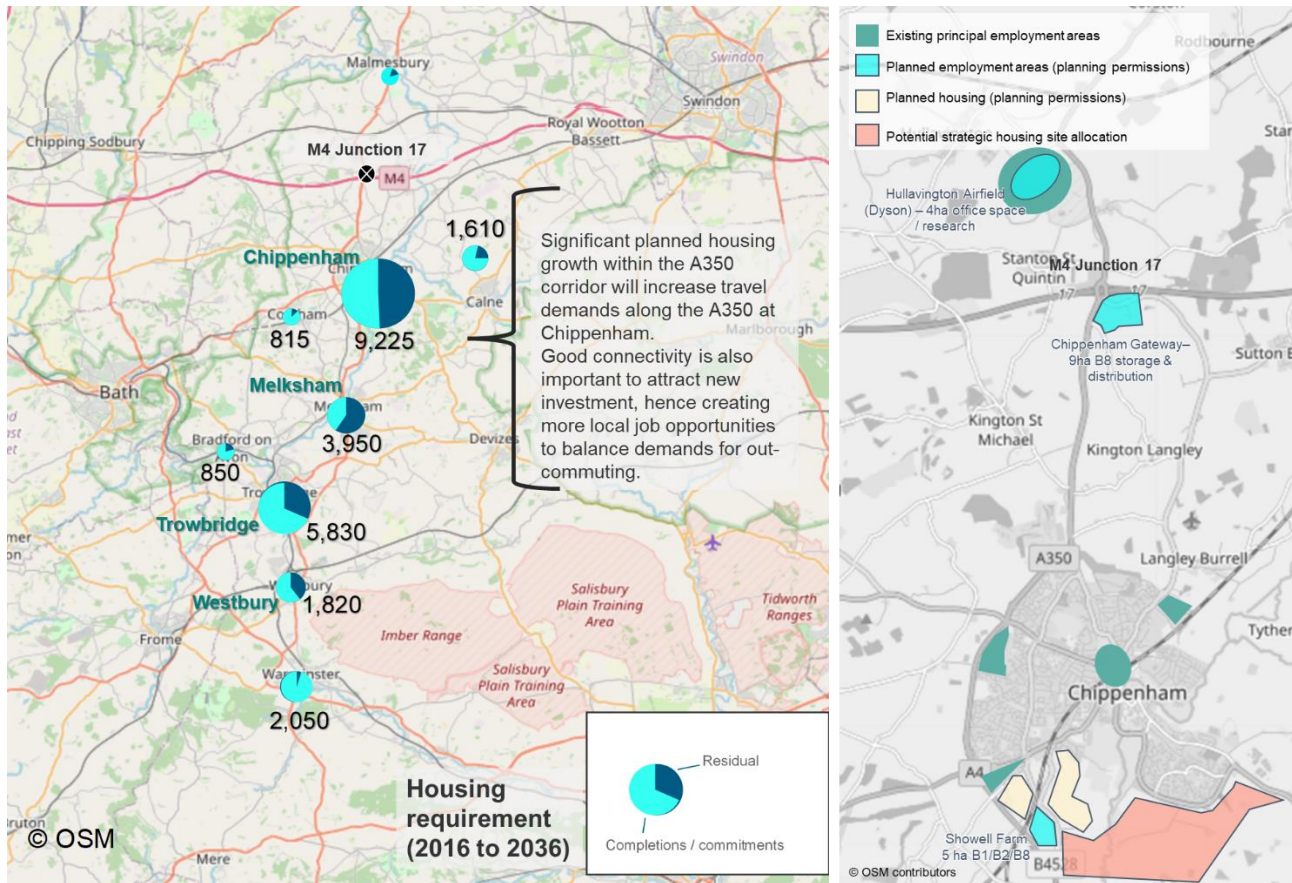 Malmesbury
Swindon
Swindon
Chipping Sodbury
Royal Wootton
Bassett
M4 Junction 17
M4
1,610
Chippenham
Calne
815
9,225
Significant planned housing
growth within the A350
corridor will increase travel
demands along the A350 at
Chippenham.
Good connectivity is also
important to attract new
investment, hence creating
more local job opportunities
to balance demands for out-
commuting.
Marlborough
Bath
Melksham
3,950
Devizes
Bradford on
850
Trowbridge
5,830
Westbury
1,820
Frome
Imber Range
Salisbury
Plain Training
Area
Tidworth
Ranges
Salisbury
Plain Training
Area
2,050
Housing
requirement
(2016 to 2036)
Residual
Completions / commitments
Bruton
Mere
© OSM
Existing principal employment areas
Planned employment areas (planning permissions)
Planned housing (planning permissions)
Potential strategic housing site allocation
Rodbourne
Hullavington Airfield
(Dyson) – 4ha office space
/ research
Stanton St
Quintin
M4 Junction 17
17
17
Chippenham Gateway–
9ha B8 storage &
distribution
Kington St
Michael
Kington Langley
A350
Langley Burrell
Chippenham
A4
Showell Farm
5 ha B1/B2/B8
B4528
© OSM contributors